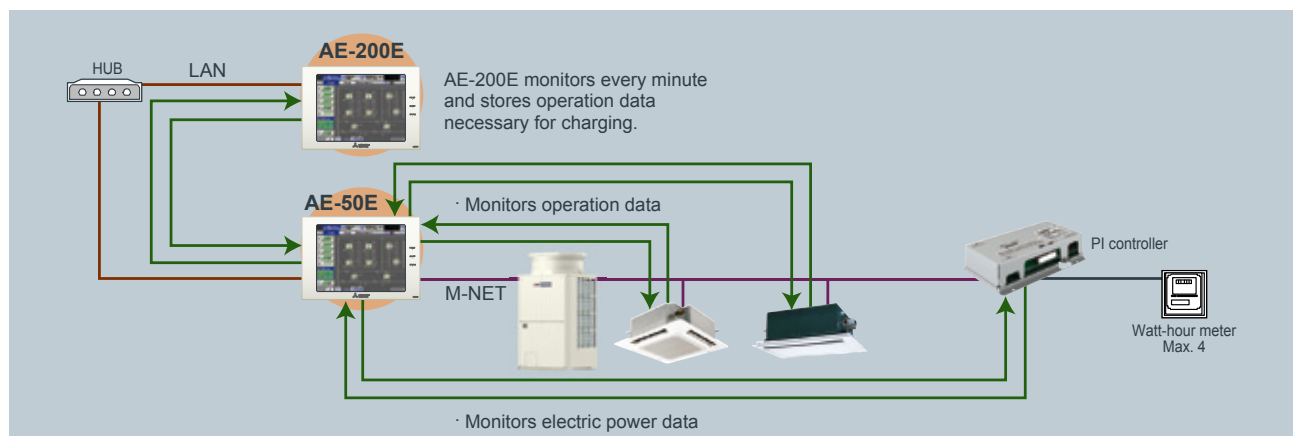 AE-200E
HUB
LAN
AE-200E monitors every minute
and stores operation data
necessary for charging.
AE-50E
· Monitors operation data
PI controller
M-NET
Watt-hour meter
Max. 4
· Monitors electric power data